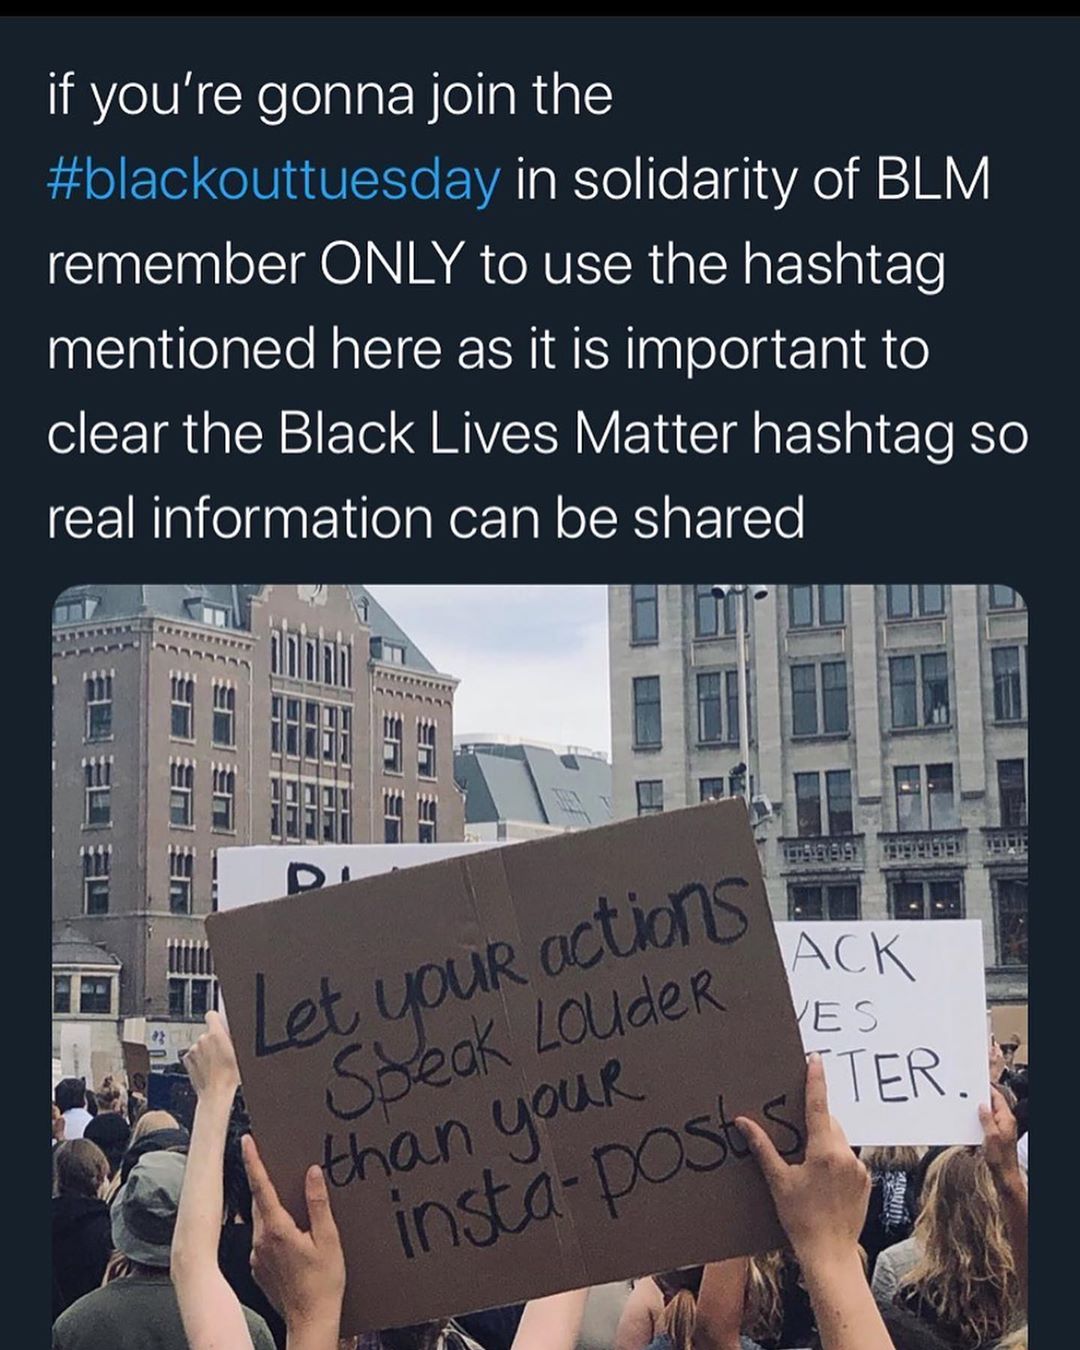 if you're gonna join the
#blackouttuesday in solidarity of BLM
remember ONLY to use the hashtag
mentioned here as it is important to
clear the Black Lives Matter hashtag so
real information can be shared
Let your actions
Speak Louder
than your
insta-posts
ACK
VES
TTER.